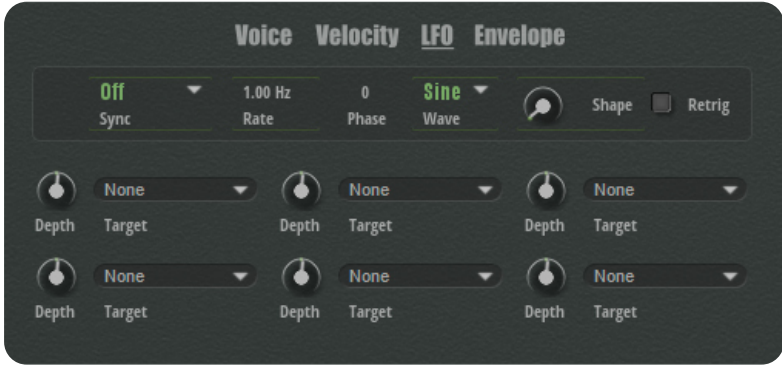 Voice Velocity LFO Envelope
Off 1.00 Hz 0 Sine Shape Retrig
Sync Rate Phase Wave
None None None
Depth Target Depth Target Depth Target
None None None
Depth Target Depth Target Depth Target